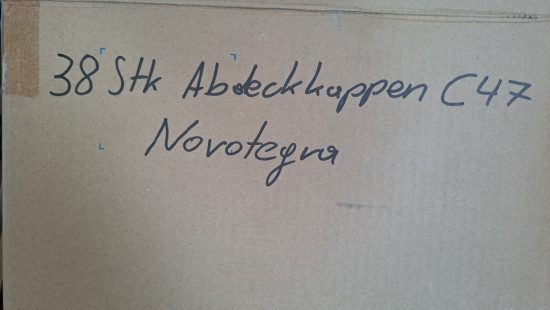 38 Stk Abdeckkappen C47
Novotegra